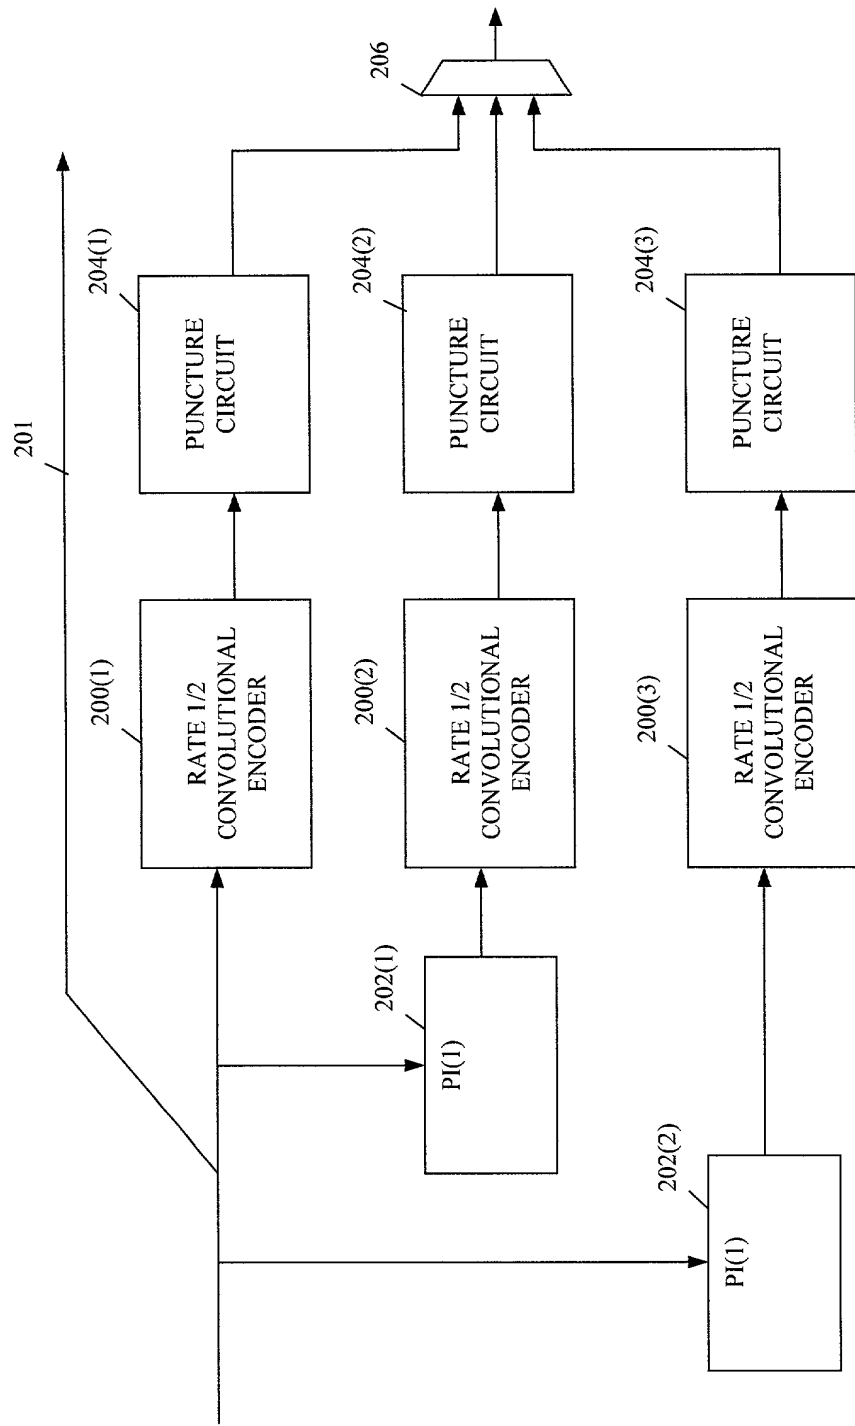 201
206
204(1)
PUNCTURE
CIRCUIT
200(1)
RATE 1/2
CONVOLUTIONAL
ENCODER
204(2)
PUNCTURE
CIRCUIT
200(2)
RATE 1/2
CONVOLUTIONAL
ENCODER
202(1)
PI(1)
204(3)
PUNCTURE
CIRCUIT
200(3)
RATE 1/2
CONVOLUTIONAL
ENCODER
202(2)
PI(1)